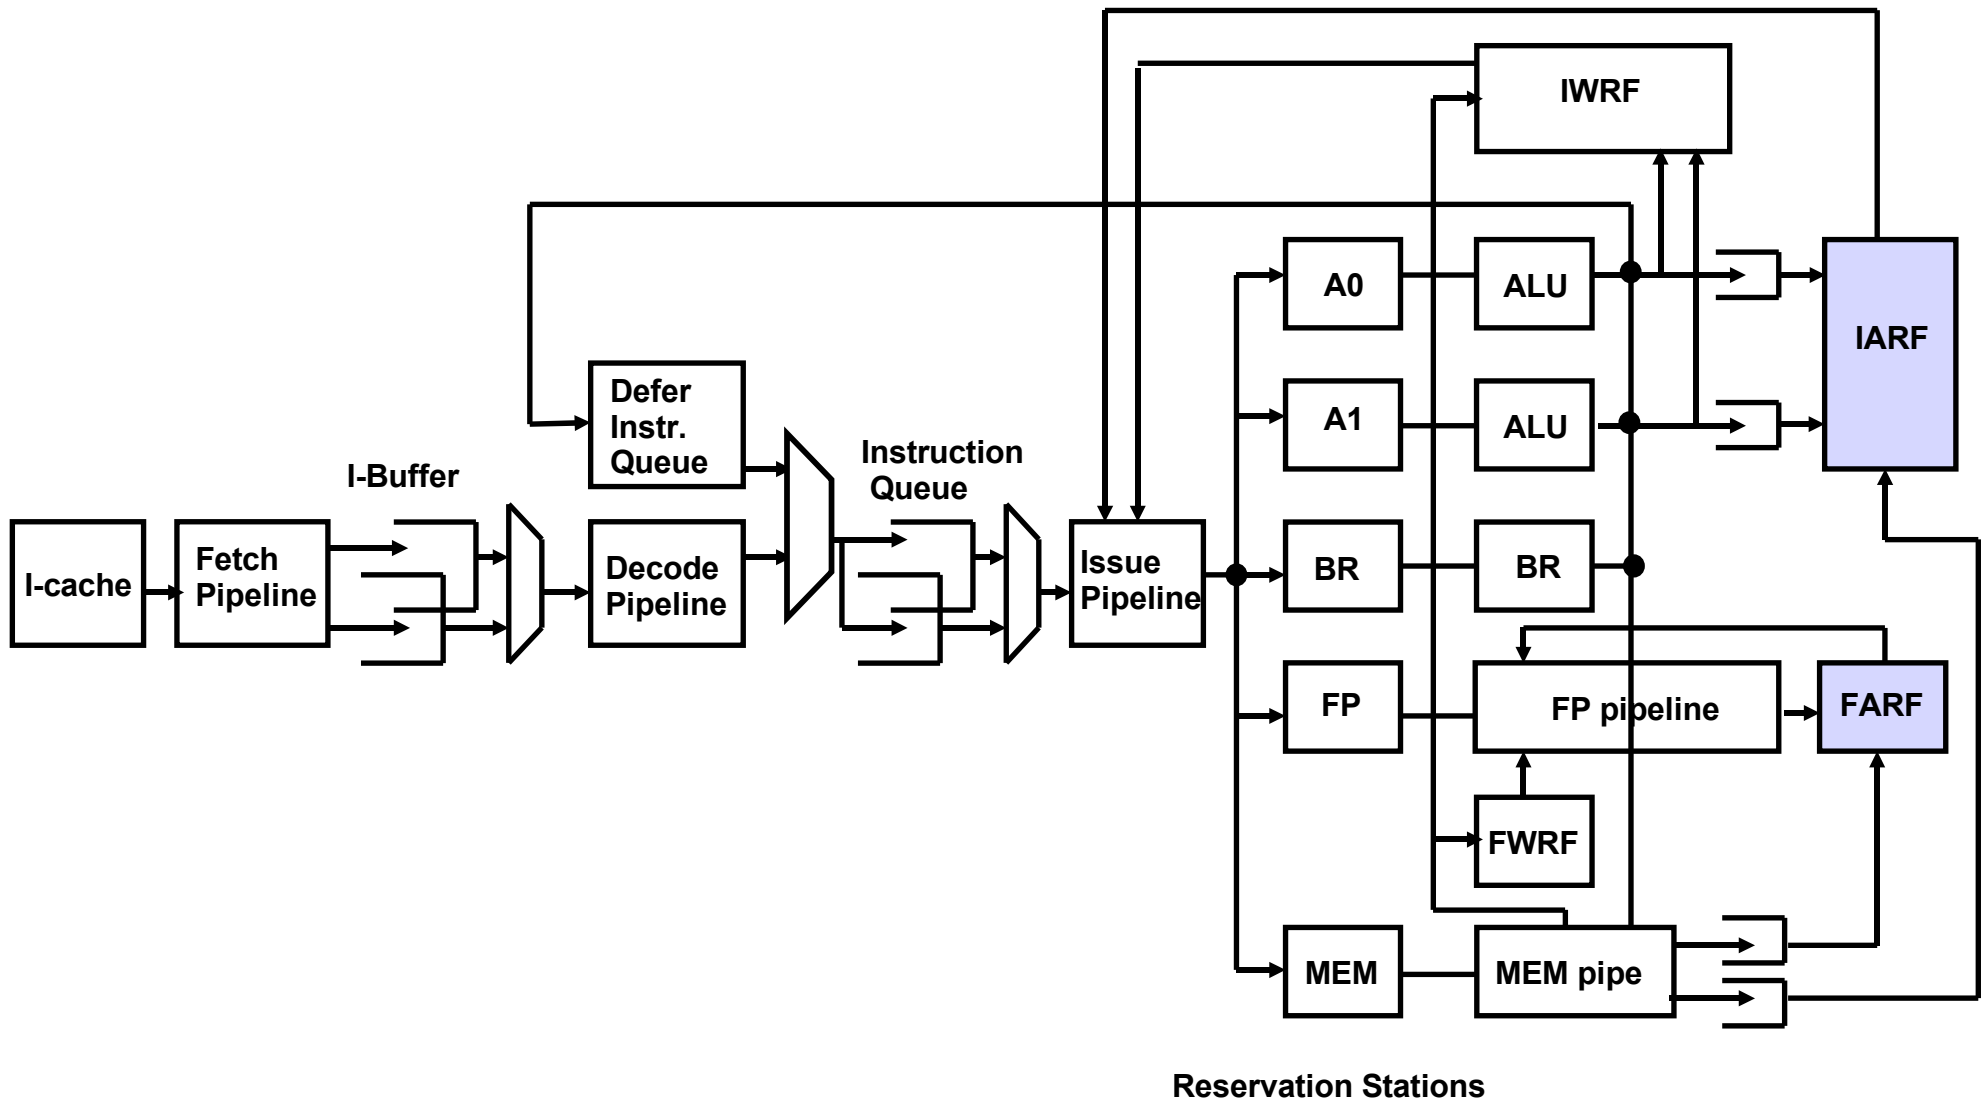 IWRF
A0
ALU
IARF
Defer
Instr.
Queue
A1
ALU
I-Buffer
Instruction
Queue
I-cache
Fetch
Pipeline
Decode
Pipeline
Issue
Pipeline
BR
BR
FP
FP pipeline
FARF
FWRF
MEM
MEM pipe
Reservation Stations